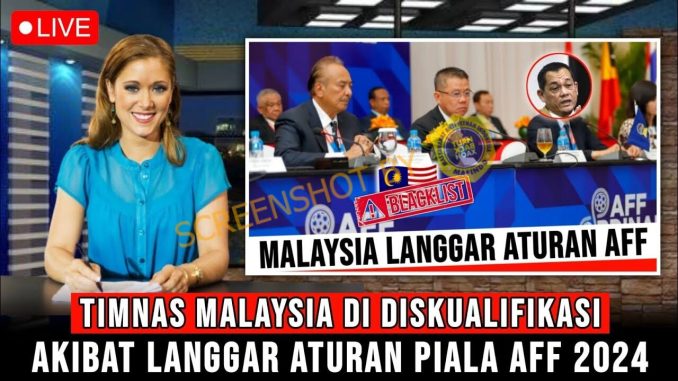 LIVE
SCREENSHOT
BLACKLIST
AFF
AFF
MALAYSIA LANGGAR ATURAN AFF
TIMNAS MALAYSIA DI DISKUALIFIKASI
AKIBAT LANGGAR ATURAN PIALA AFF 2024